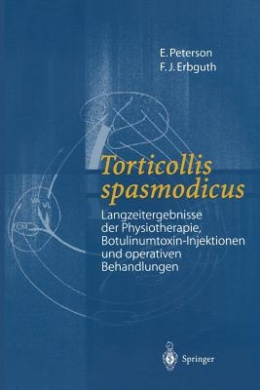 E. Peterson
F. J. Erbguth
Torticollis
spasmodicus
Langzeitergebnisse
der Physiotherapie,
Botulinumtoxin-Injektionen
und operativen
Behandlungen
Springer